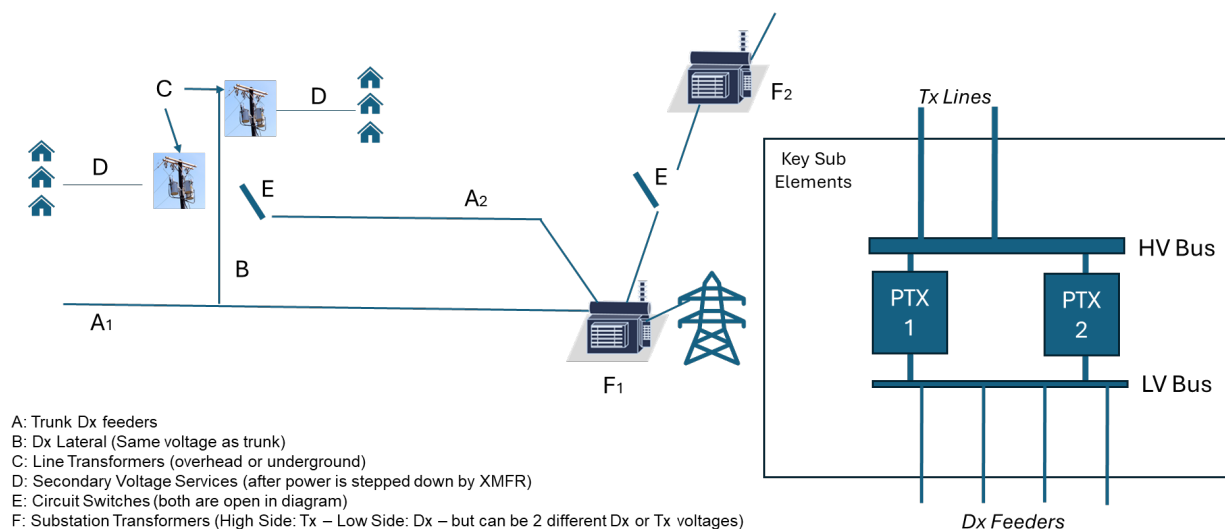 C
D
D
E
A2
B
A1
F1
E
F2
Tx Lines
Key Sub
Elements
HV Bus
PTX
1
PTX
2
LV Bus
Dx Feeders
A: Trunk Dx feeders
B: Dx Lateral (Same voltage as trunk)
C: Line Transformers (overhead or underground)
D: Secondary Voltage Services (after power is stepped down by XMFR)
E: Circuit Switches (both are open in diagram)
F: Substation Transformers (High Side: Tx – Low Side: Dx – but can be 2 different Dx or Tx voltages)